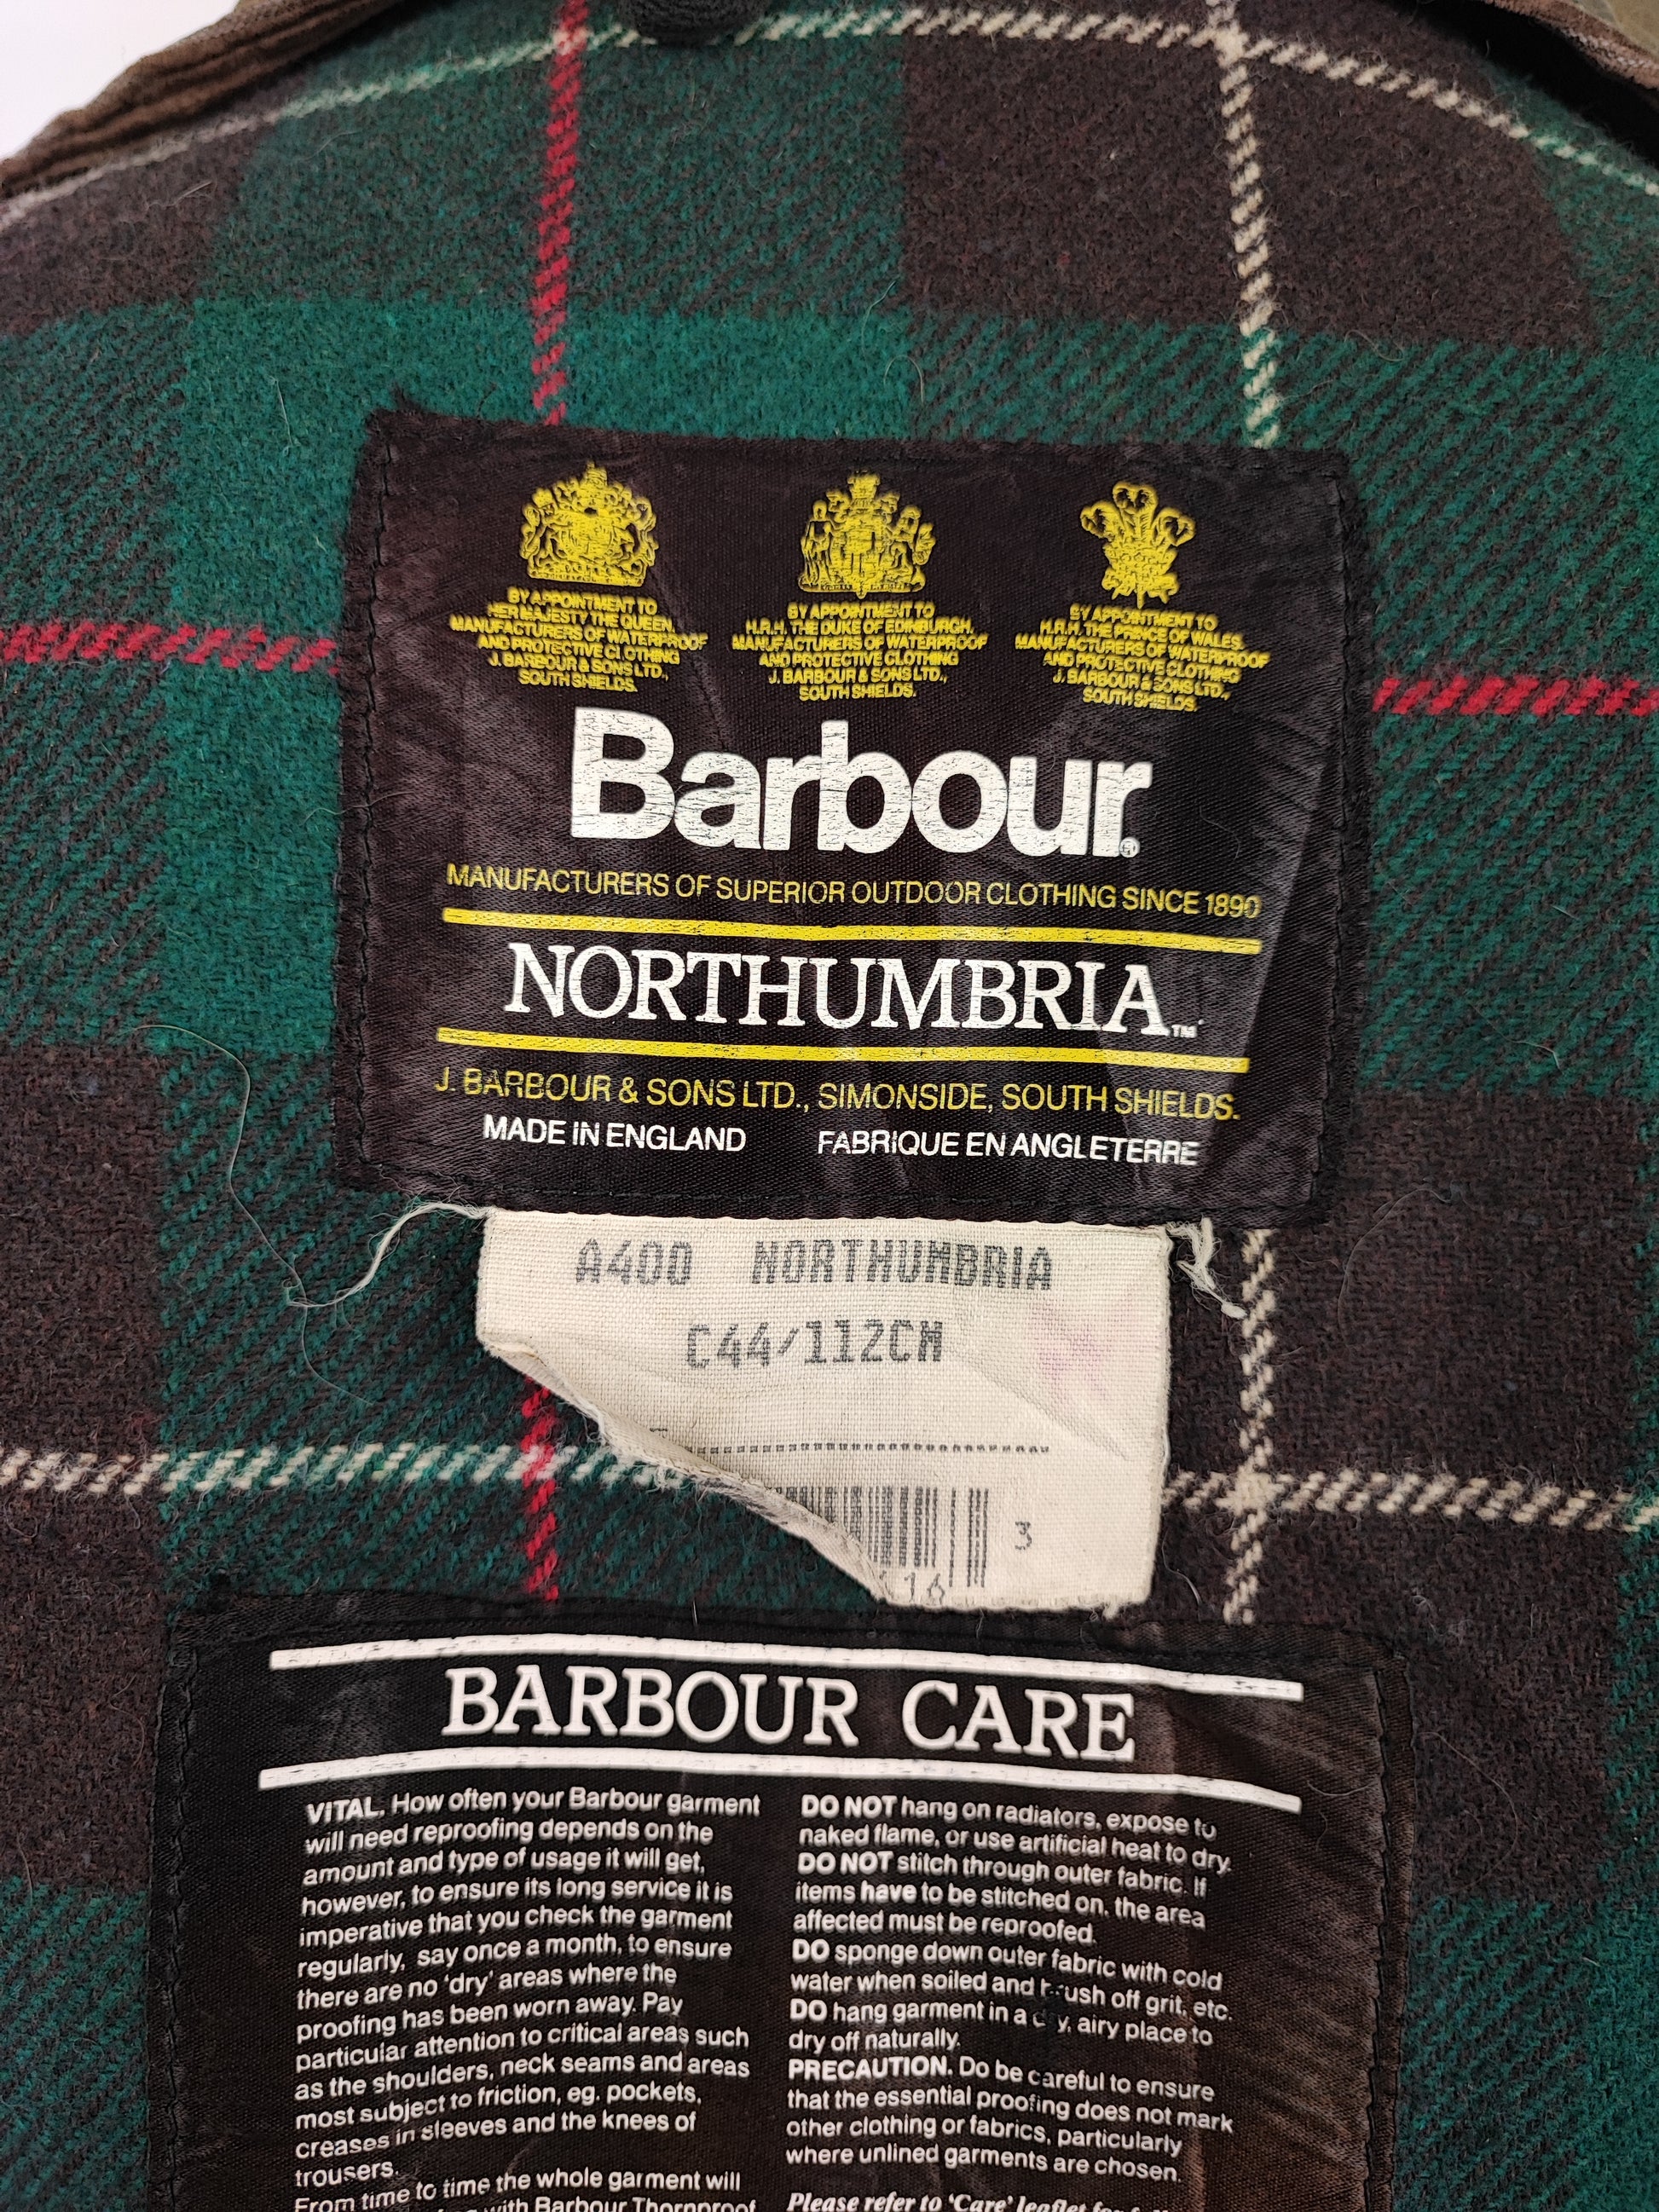 BY APPOINTMENT TO
HER MAJESTY THE QUEEN.
MANUFACTURERS OF WATERPROOF
AND PROTECTIVE CLOTHING
J. BARBOUR & SONS LTD.,
SOUTH SHIELDS.
BY APPOINTMENT TO
H.R.H. THE DUKE OF EDINBURGH.
MANUFACTURERS OF WATERPROOF
AND PROTECTIVE CLOTHING
J. BARBOUR & SONS LTD.,
SOUTH SHIELDS.
BY APPOINTMENT TO
H.R.H. THE PRINCE OF WALES.
MANUFACTURERS OF WATERPROOF
AND PROTECTIVE CLOTHING
J. BARBOUR & SONS LTD.,
SOUTH SHIELDS.
Barbour®
MANUFACTURERS OF SUPERIOR OUTDOOR CLOTHING SINCE 1890
NORTHUMBRIA™
J. BARBOUR & SONS LTD., SIMONSIDE, SOUTH SHIELDS.
MADE IN ENGLAND FABRIQUE EN ANGLETERRE
A400 NORTHUMBRIA
C44/112CM
3
16
BARBOUR CARE
VITAL. How often your Barbour garment
will need reproofing depends on the
amount and type of usage it will get,
however, to ensure its long service it is
imperative that you check the garment
regularly, say once a month, to ensure
there are no 'dry' areas where the
proofing has been worn away. Pay
particular attention to critical areas such
as the shoulders, neck seams and areas
most subject to friction, eg. pockets,
creases in sleeves and the knees of
trousers.
From time to time the whole garment will
with Barbour Thornproof
DO NOT hang on radiators, expose to
naked flame, or use artificial heat to dry.
DO NOT stitch through outer fabric. If
items have to be stitched on, the area
affected must be reproofed.
DO sponge down outer fabric with cold
water when soiled and brush off grit, etc.
DO hang garment in a dry, airy place to
dry off naturally.
PRECAUTION. Do be careful to ensure
that the essential proofing does not mark
other clothing or fabrics, particularly
where unlined garments are chosen.
Please refer to 'Care' leaflet for